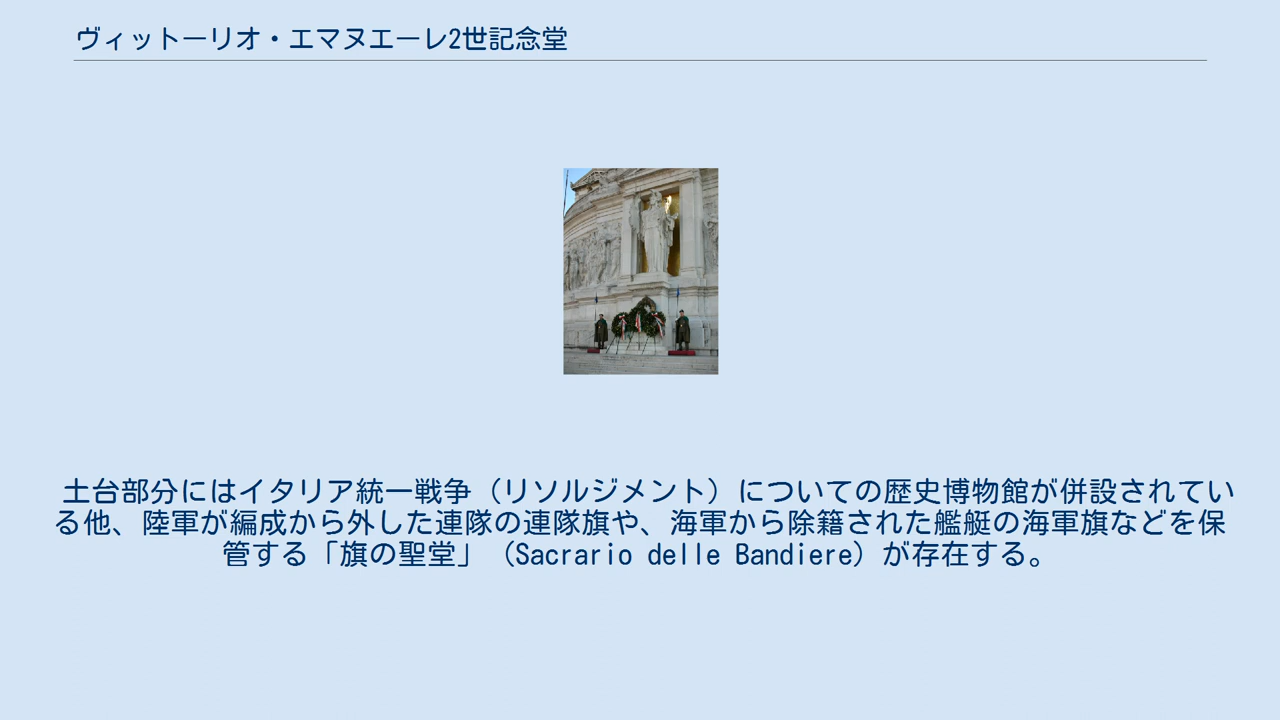 ヴィットーリオ・エマヌエーレ2世記念堂
土台部分にはイタリア統一戦争（リソルジメント）についての歴史博物館が併設されてい
る他、陸軍が編成から外した連隊の連隊旗や、海軍から除籍された艦艇の海軍旗などを保
管する「旗の聖堂」（Sacrario delle Bandiere）が存在する。